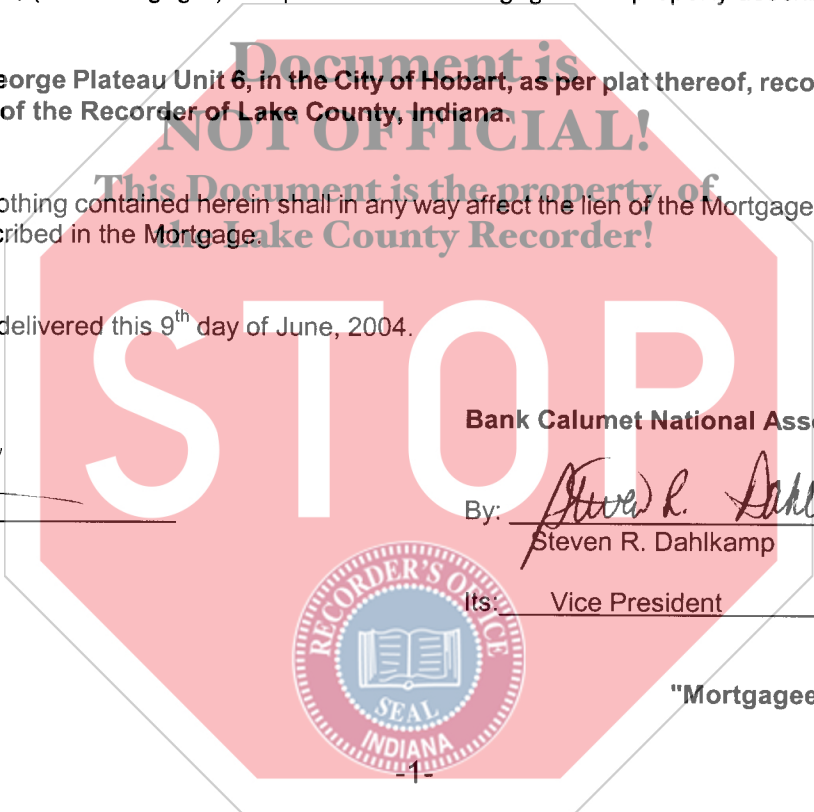 Document is
eorge Plateau Unit 6, in the City of Hobart, as per plat thereof, reco
of the Recorder of Lake County, Indiana.
NOT OFFICIAL!
This Document is the property of
othing contained herein shall in any way affect the lien of the Mortgage
cribed in the Mortgage.
the Lake County Recorder!
delivered this 9th day of June, 2004.
STOP
Bank Calumet National Ass
By: Steven R. Dahl
Steven R. Dahlkamp
Its: Vice President
RECORDER'S OFFICE
SEAL
INDIANA
"Mortgagee
-1-